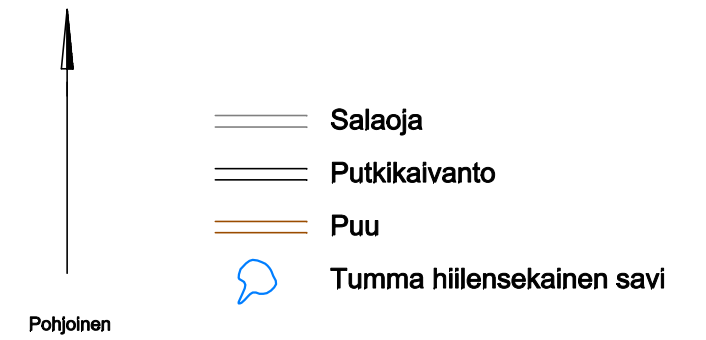 Salaoja
Putkikaivanto
Puu
Tumma hiilensekainen savi
Pohjoinen